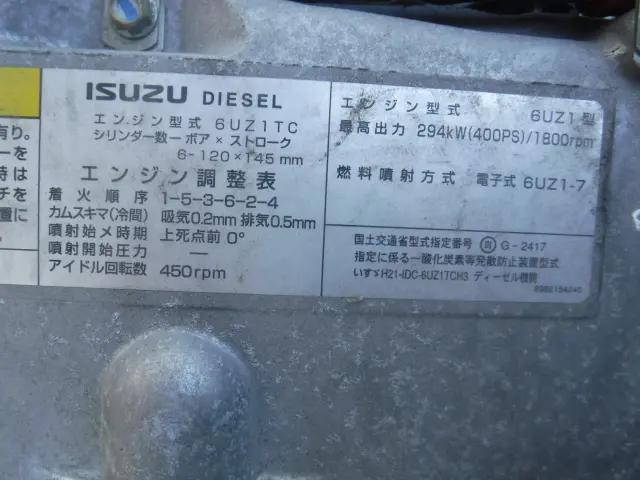 有り。
ーを
時は
チを
置に
ISUZU DIESEL
エンジン型式 6UZ1TC
シリンダー数ー ボア × ストローク
6-120×145mm
エンジン調整表
着火順序 1-5-3-6-2-4
カムスキマ(冷間) 吸気0.2mm 排気0.5mm
噴射始メ時期 上死点前 0°
噴射開始圧力 —
アイドル回転数 450rpm
エンジン型式 6UZ1型
最高出力 294kW(400PS)/1800rpm
燃料噴射方式 電子式 6UZ1-7
国土交通省型式指定番号 G-2417
指定に係る一酸化炭素等発散防止装置型式
いすゞH21-IDC-6UZ1TCH3 ディーゼル機関